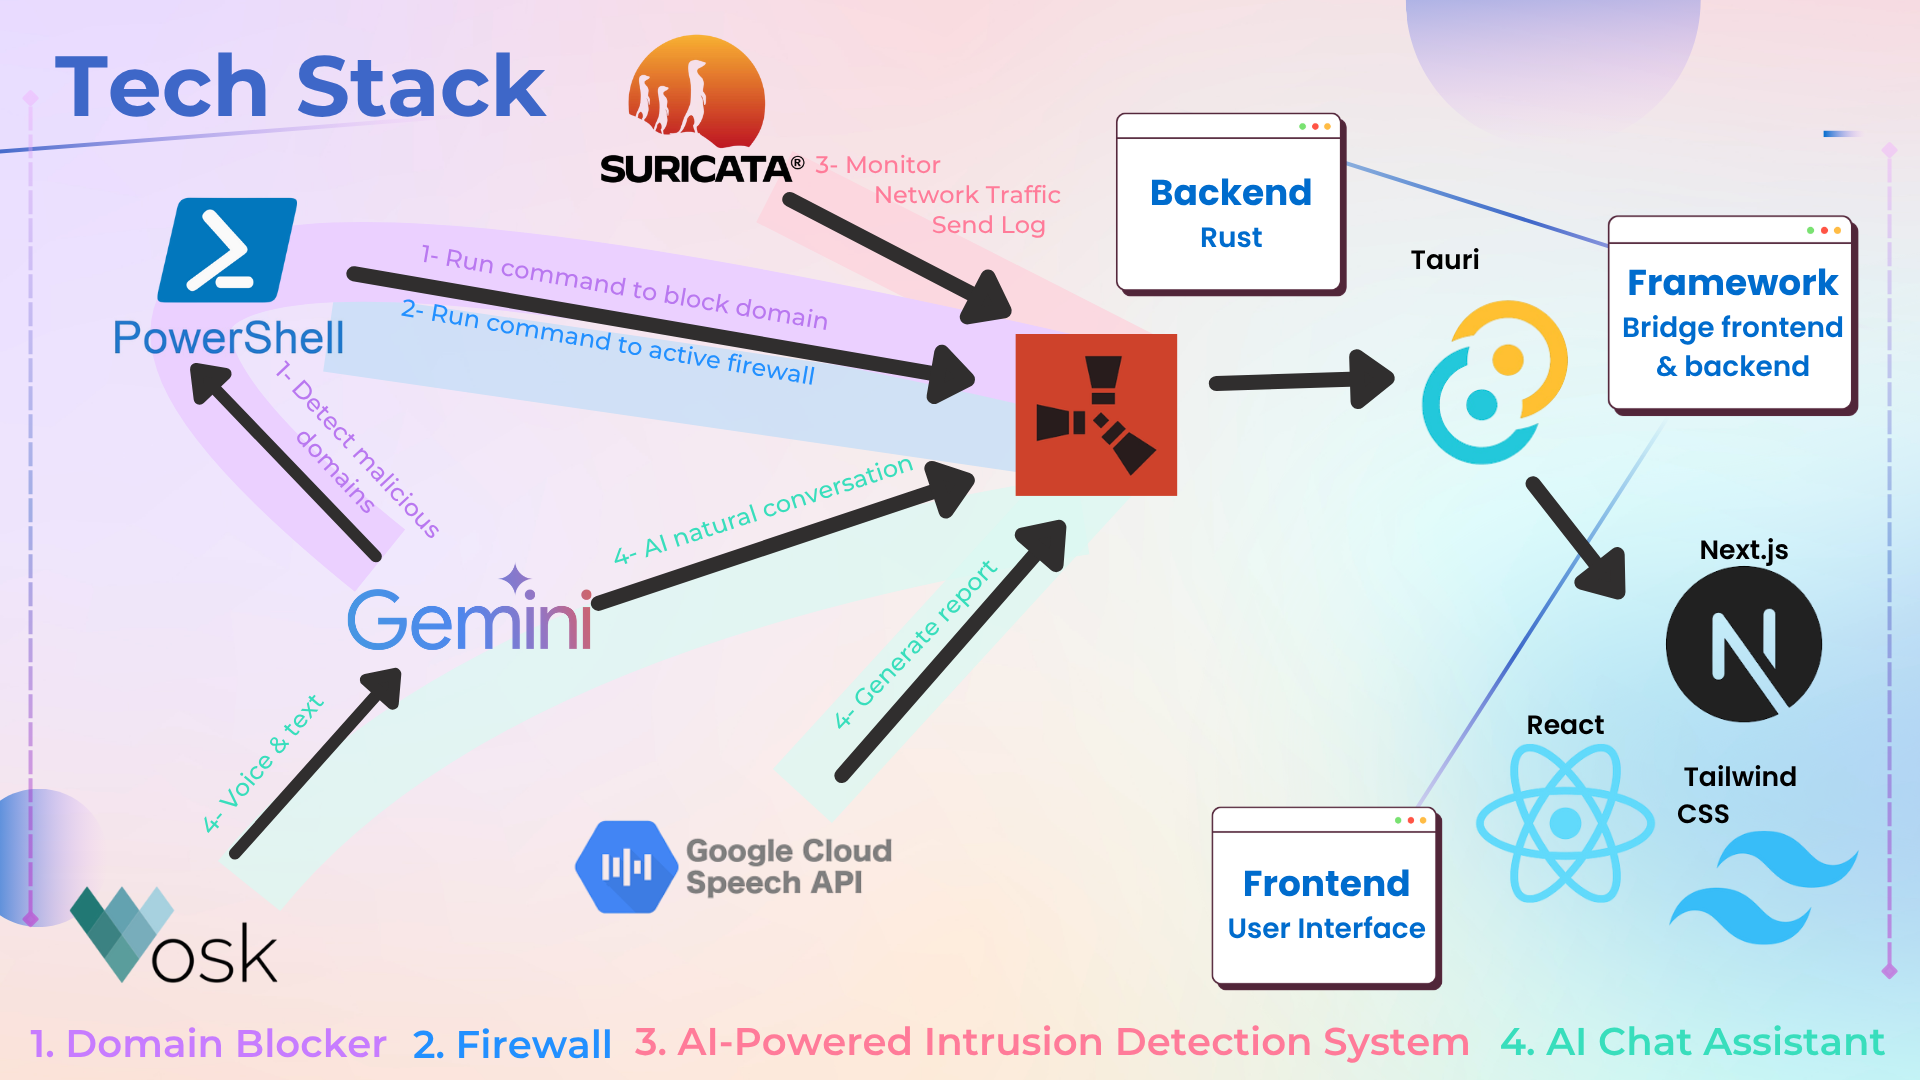 Tech Stack
SURICATA®
3- Monitor
Network Traffic
Send Log
Backend
Rust
Tauri
Framework
Bridge frontend
& backend
PowerShell
1- Run command to block domain
2- Run command to active firewall
1- Detect malicious
domains
4- AI natural conversation
Gemini
4- Generate report
4- Voice & text
Next.js
React
Tailwind
CSS
Google Cloud
Speech API
Frontend
User Interface
Vosk
1. Domain Blocker
2. Firewall
3. AI-Powered Intrusion Detection System
4. AI Chat Assistant